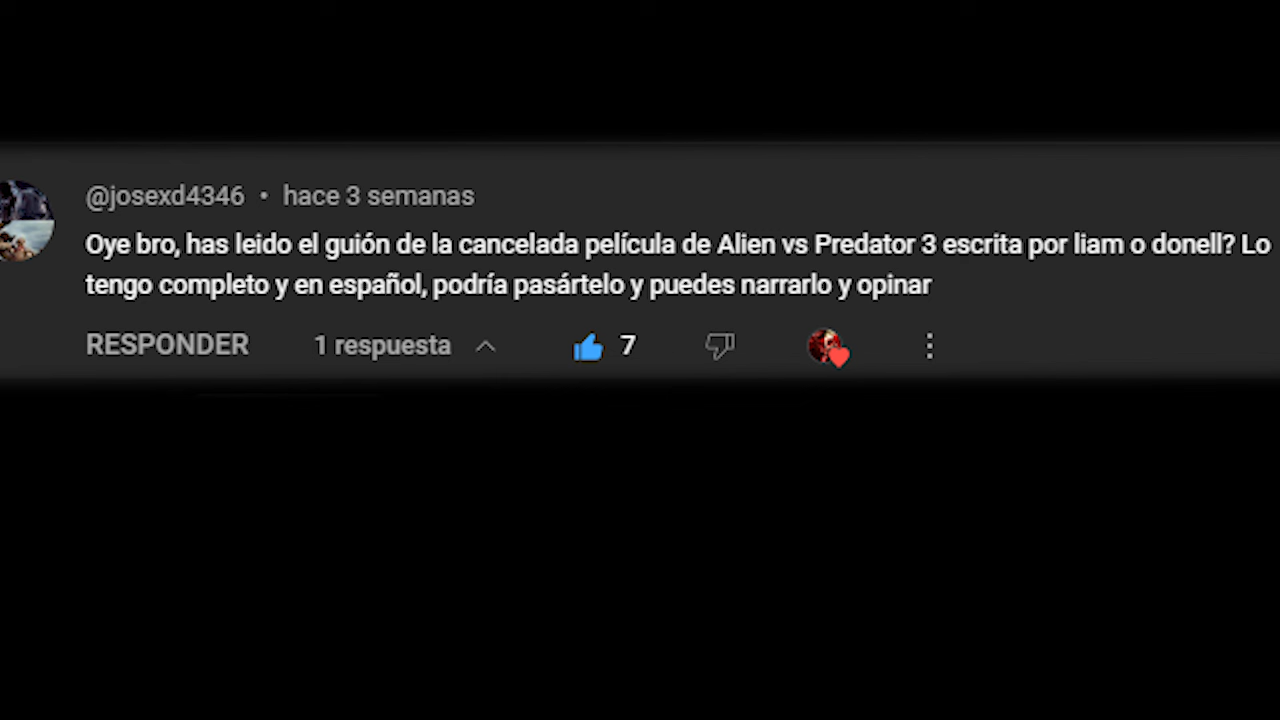 @josexd4346 • hace 3 semanas
Oye bro, has leido el guión de la cancelada película de Alien vs Predator 3 escrita por liam o donell? Lo
tengo completo y en español, podría pasártelo y puedes narrarlo y opinar
RESPONDER 1 respuesta 7